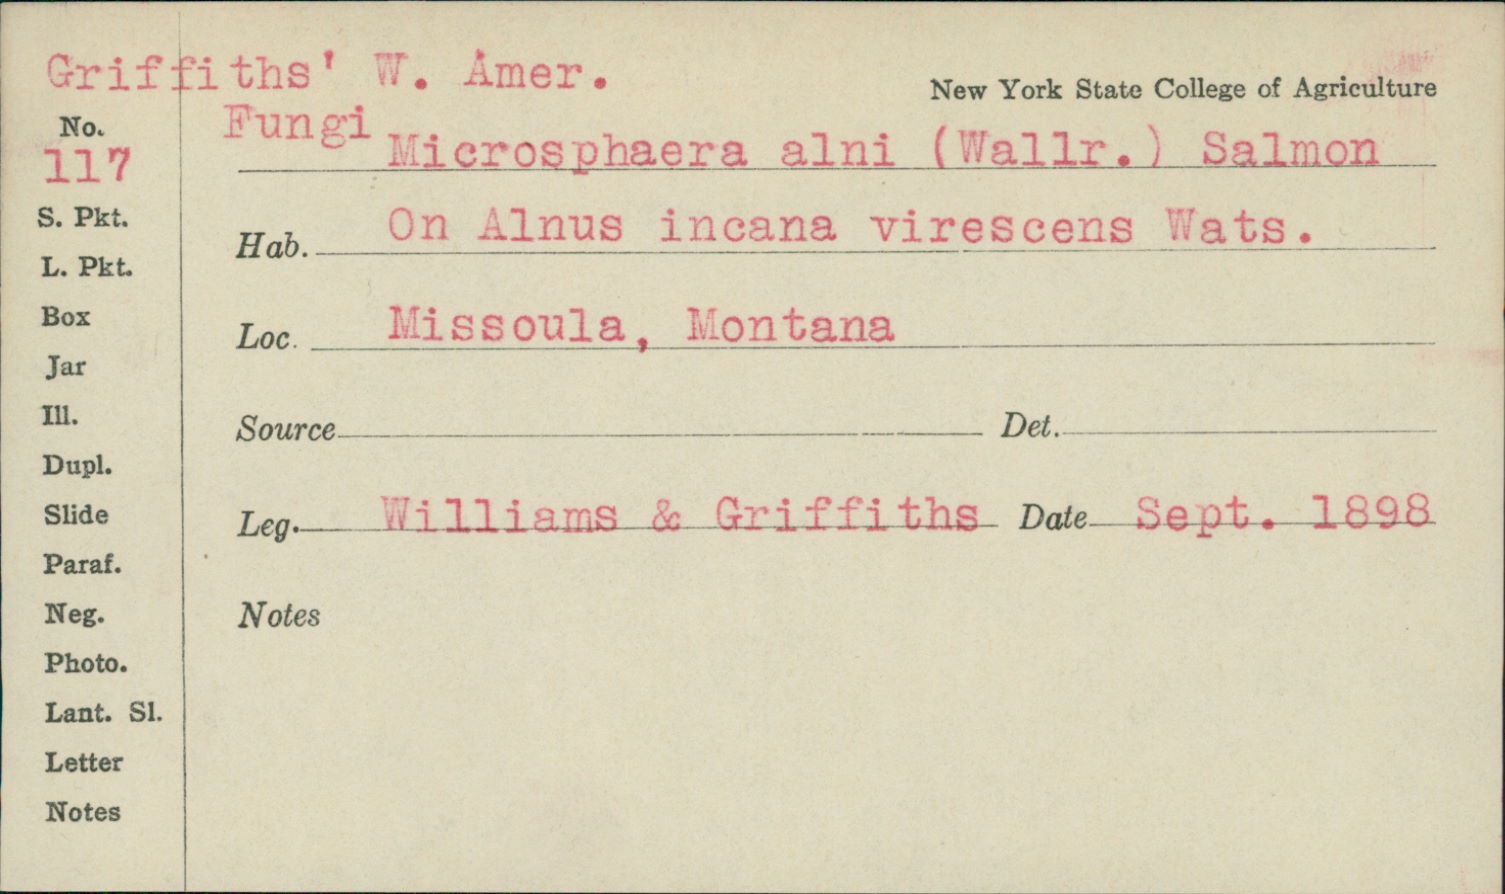 Griffiths' W. Amer.
Fungi
New York State College of Agriculture
No.
117
Microsphaera alni (Wallr.) Salmon
S. Pkt.
Hab. On Alnus incana virescens Wats.
L. Pkt.
Box
Loc. Missoula, Montana
Jar
Ill.
Source
Det.
Dupl.
Slide
Leg. Williams & Griffiths Date Sept. 1898
Paraf.
Neg.
Notes
Photo.
Lant. Sl.
Letter
Notes